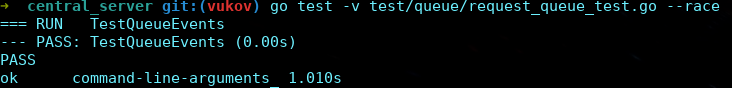 ➜ central_server git:(vukov) go test -v test/queue/request_queue_test.go --race
=== RUN TestQueueEvents
--- PASS: TestQueueEvents (0.00s)
PASS
ok command-line-arguments 1.010s